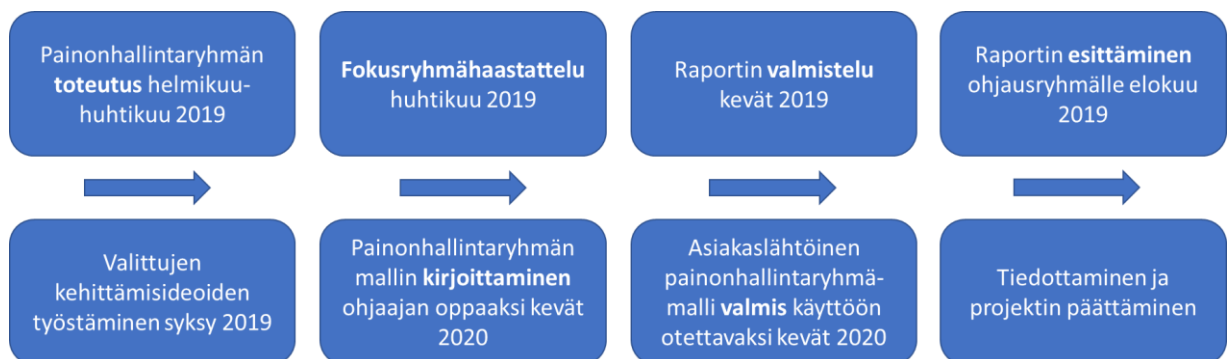 Painonhallintaryhmän
toteutus helmikuu-
huhtikuu 2019
Fokusryhmähaastattelu
huhtikuu 2019
Raportin valmistelu
kevät 2019
Raportin esittäminen
ohjausryhmälle elokuu
2019
Valittujen
kehittämisideoiden
työstäminen syksy 2019
Painonhallintaryhmän
mallin kirjoittaminen
ohjaajan oppaaksi kevät
2020
Asiakaslähtöinen
painonhallintaryhmä-
malli valmis käyttöön
otettavaksi kevät 2020
Tiedottaminen ja
projektin päättäminen